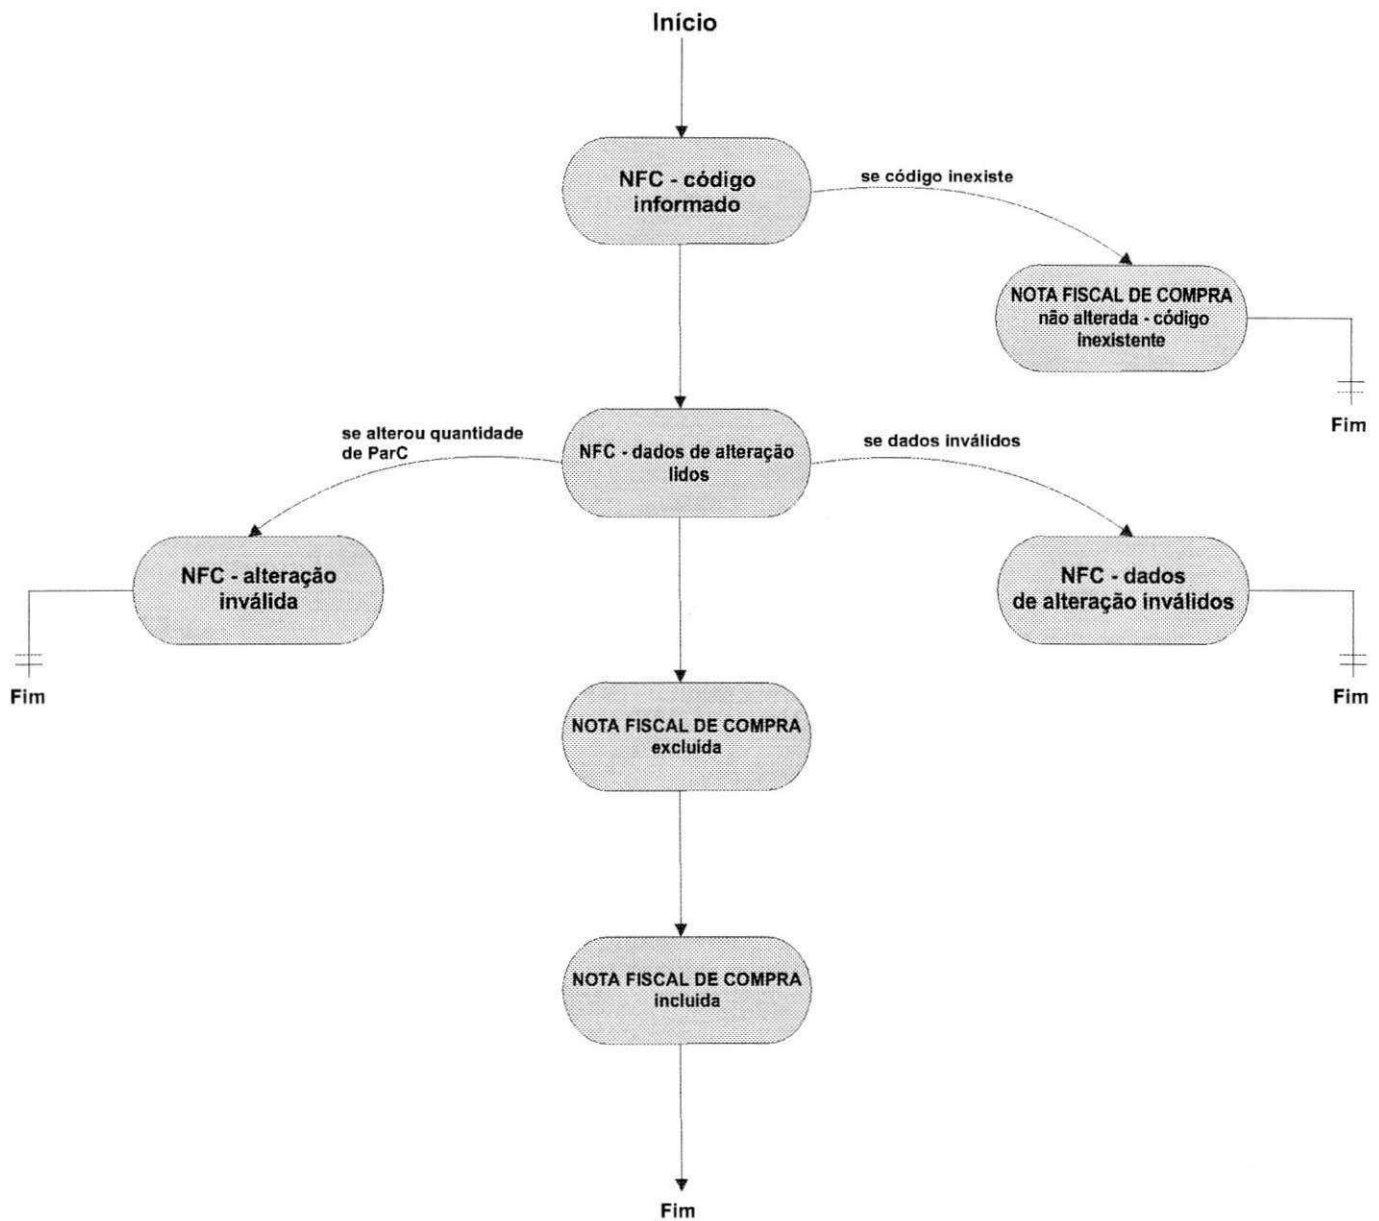 Início
NFC - código
informado
se código inexiste
NOTA FISCAL DE COMPRA
não alterada - código
inexistente
Fim
se alterou quantidade
de ParC
NFC - dados de alteração
lidos
se dados inválidos
NFC - alteração
inválida
NFC - dados
de alteração inválidos
Fim
Fim
NOTA FISCAL DE COMPRA
excluída
NOTA FISCAL DE COMPRA
incluida
Fim